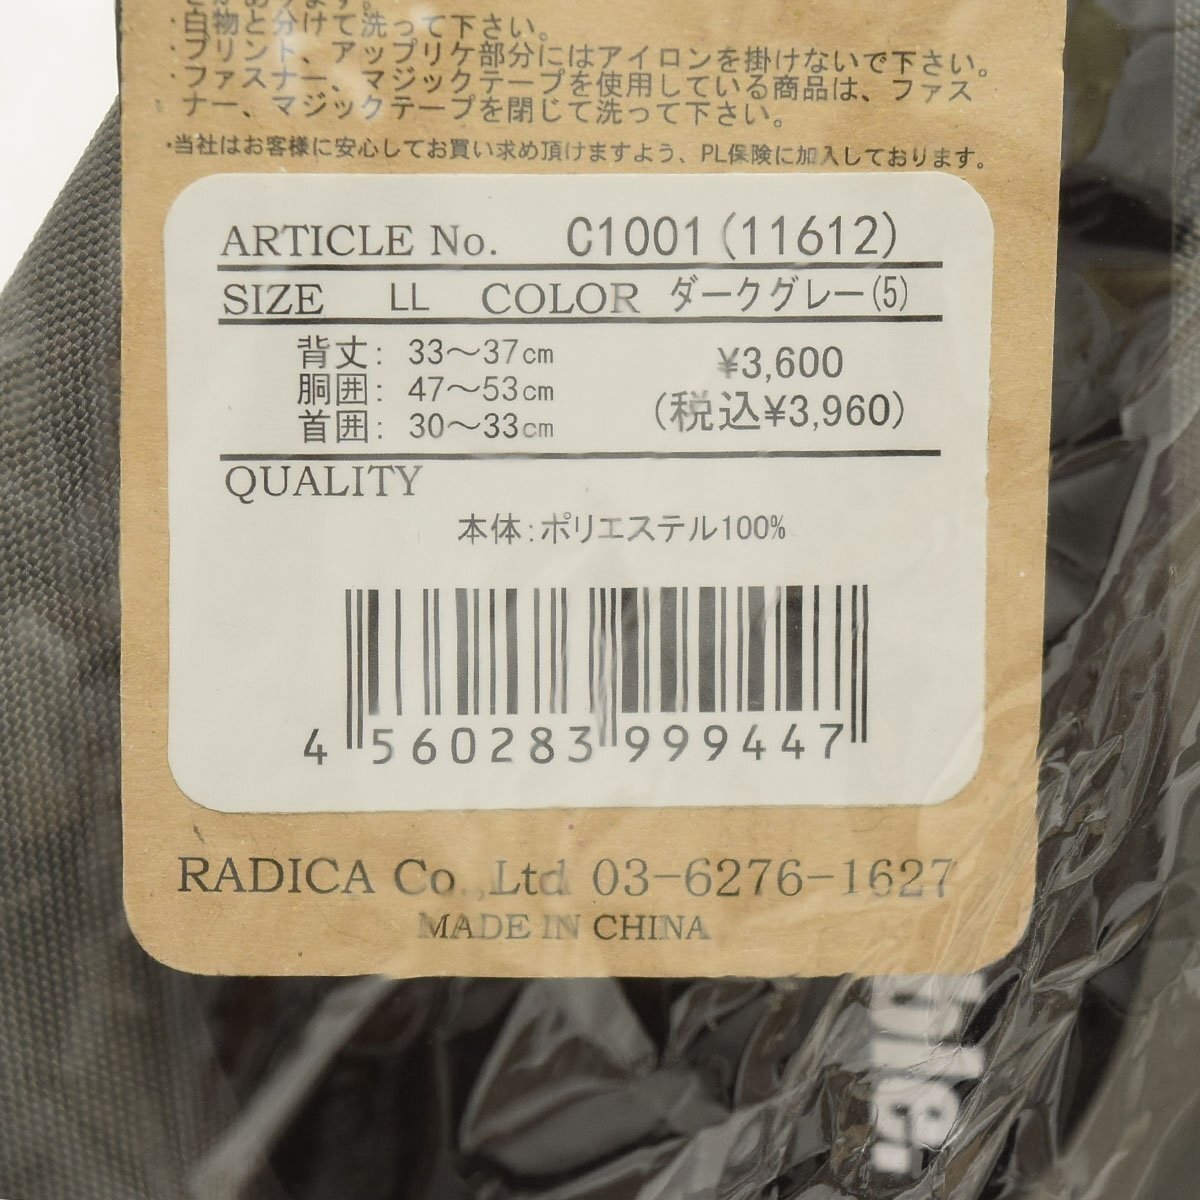 ・白物と分けて洗って下さい。
・プリント、アップリケ部分にはアイロンを掛けないで下さい。
・ファスナー、マジックテープを使用している商品は、ファス
ナー、マジックテープを閉じて洗って下さい。
・当社はお客様に安心してお買い求め頂けますよう、PL保険に加入しております。
ARTICLE No. C1001(11612)
SIZE LL COLOR ダークグレー(5)
背丈: 33〜37cm
胴囲: 47〜53cm
首囲: 30〜33cm
¥3,600
(税込¥3,960)
QUALITY
本体:ポリエステル100%
4 560283 999447
RADICA Co.,Ltd 03-6276-1627
MADE IN CHINA